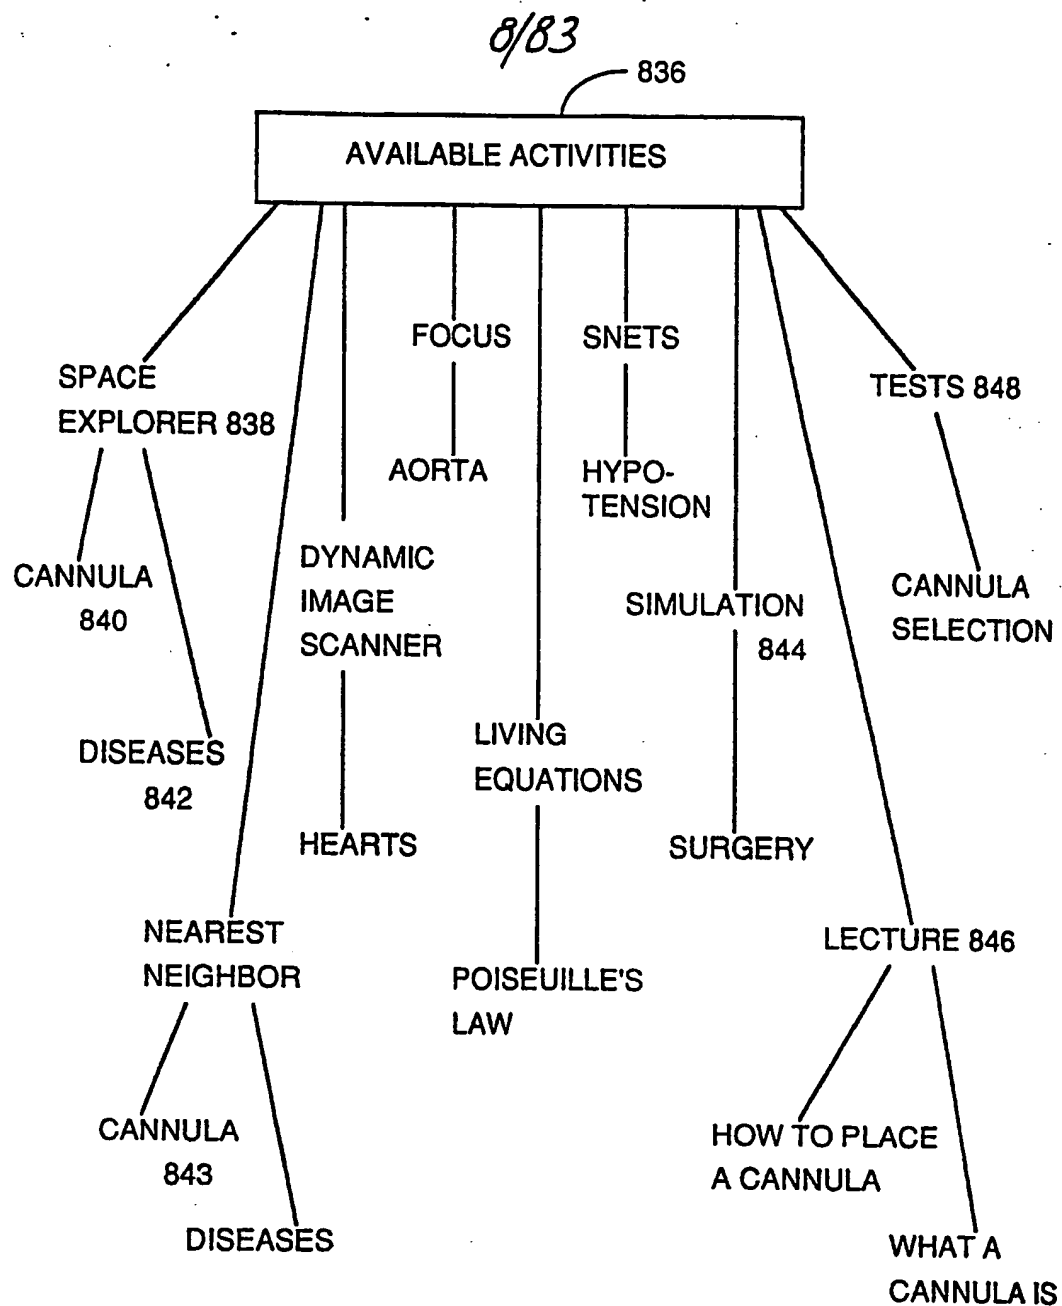 8/83
836
AVAILABLE ACTIVITIES
FOCUS
SNETS
SPACE
EXPLORER 838
TESTS 848
AORTA
HYPO-
TENSION
DYNAMIC
IMAGE
SCANNER
CANNULA
840
CANNULA
SELECTION
SIMULATION
844
LIVING
EQUATIONS
DISEASES
842
HEARTS
SURGERY
NEAREST
NEIGHBOR
LECTURE 846
POISEUILLE'S
LAW
CANNULA
843
HOW TO PLACE
A CANNULA
DISEASES
WHAT A
CANNULA IS